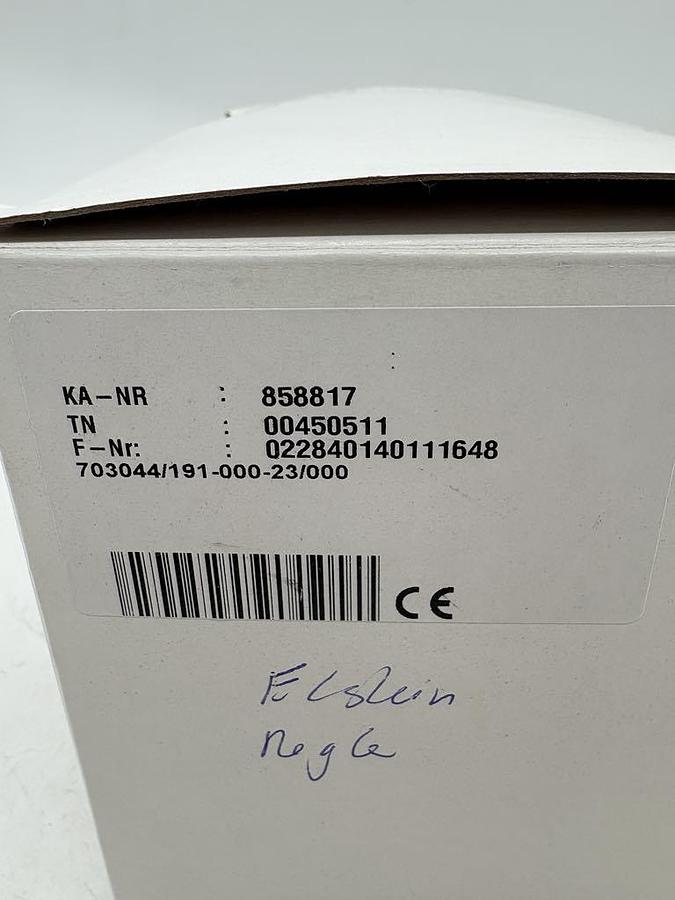 KA-NR : 858817
TN : 00450511
F-Nr: : 022840140111648
703044/191-000-23/000
CE